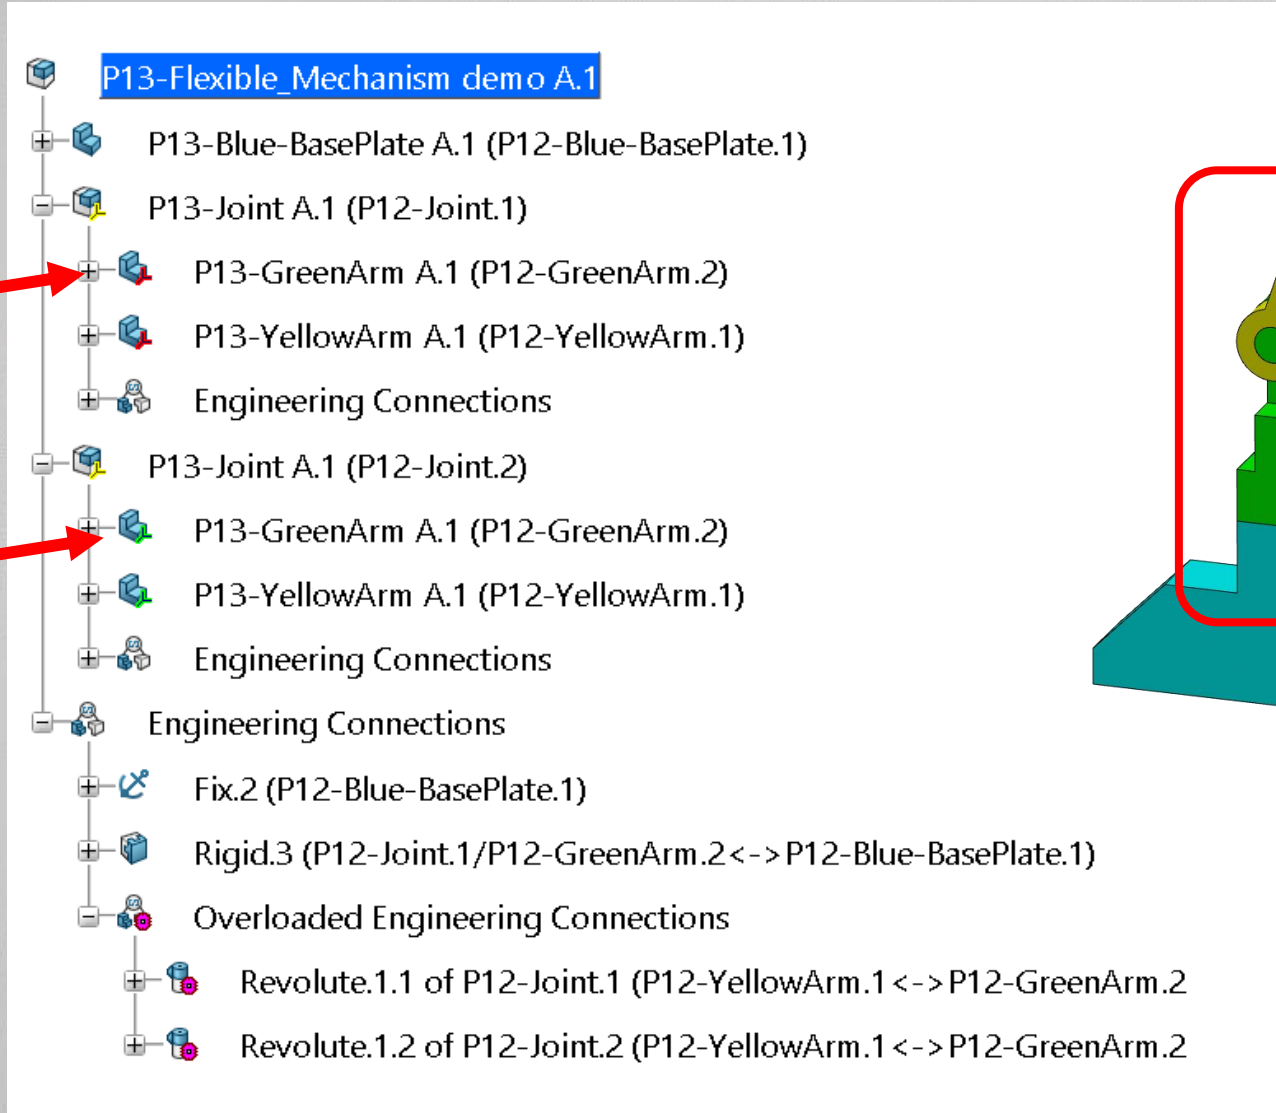 P13-Flexible_Mechanism demo A.1
P13-Blue-BasePlate A.1 (P12-Blue-BasePlate.1)
P13-Joint A.1 (P12-Joint.1)
P13-GreenArm A.1 (P12-GreenArm.2)
P13-YellowArm A.1 (P12-YellowArm.1)
Engineering Connections
P13-Joint A.1 (P12-Joint.2)
P13-GreenArm A.1 (P12-GreenArm.2)
P13-YellowArm A.1 (P12-YellowArm.1)
Engineering Connections
Engineering Connections
Fix.2 (P12-Blue-BasePlate.1)
Rigid.3 (P12-Joint.1/P12-GreenArm.2<->P12-Blue-BasePlate.1)
Overloaded Engineering Connections
Revolute.1.1 of P12-Joint.1 (P12-YellowArm.1<->P12-GreenArm.2
Revolute.1.2 of P12-Joint.2 (P12-YellowArm.1<->P12-GreenArm.2